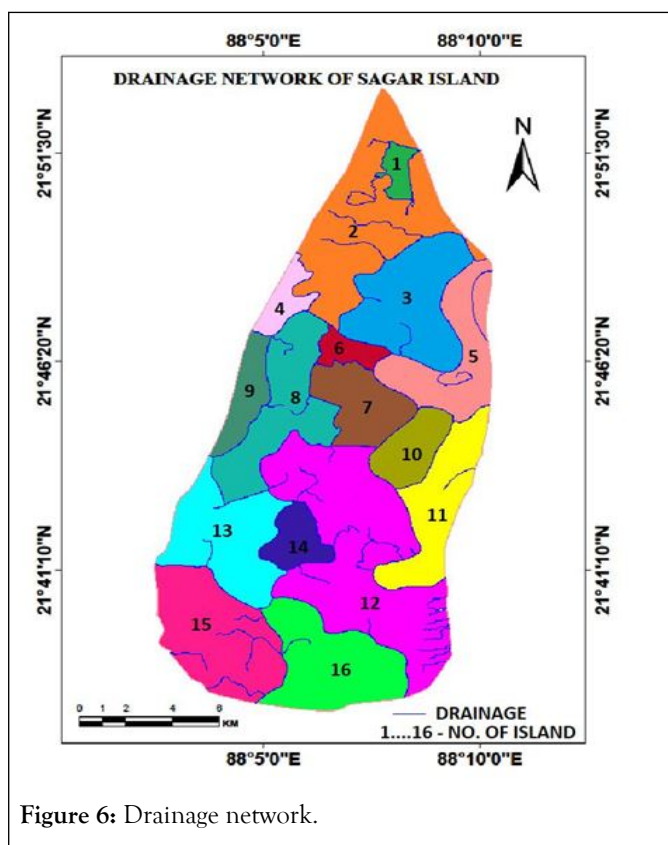 88°5'0"E 88°10'0"E
DRAINAGE NETWORK OF SAGAR ISLAND
N
21°51'30"N 21°51'30"N
1
2
3
4
5
21°46'20"N 21°46'20"N
6
9
8
7
10
11
13
14
21°41'10"N 21°41'10"N
12
15
16
0 1 2 4 6
KM
DRAINAGE
1....16 - NO. OF ISLAND
88°5'0"E 88°10'0"E
Figure 6: Drainage network.